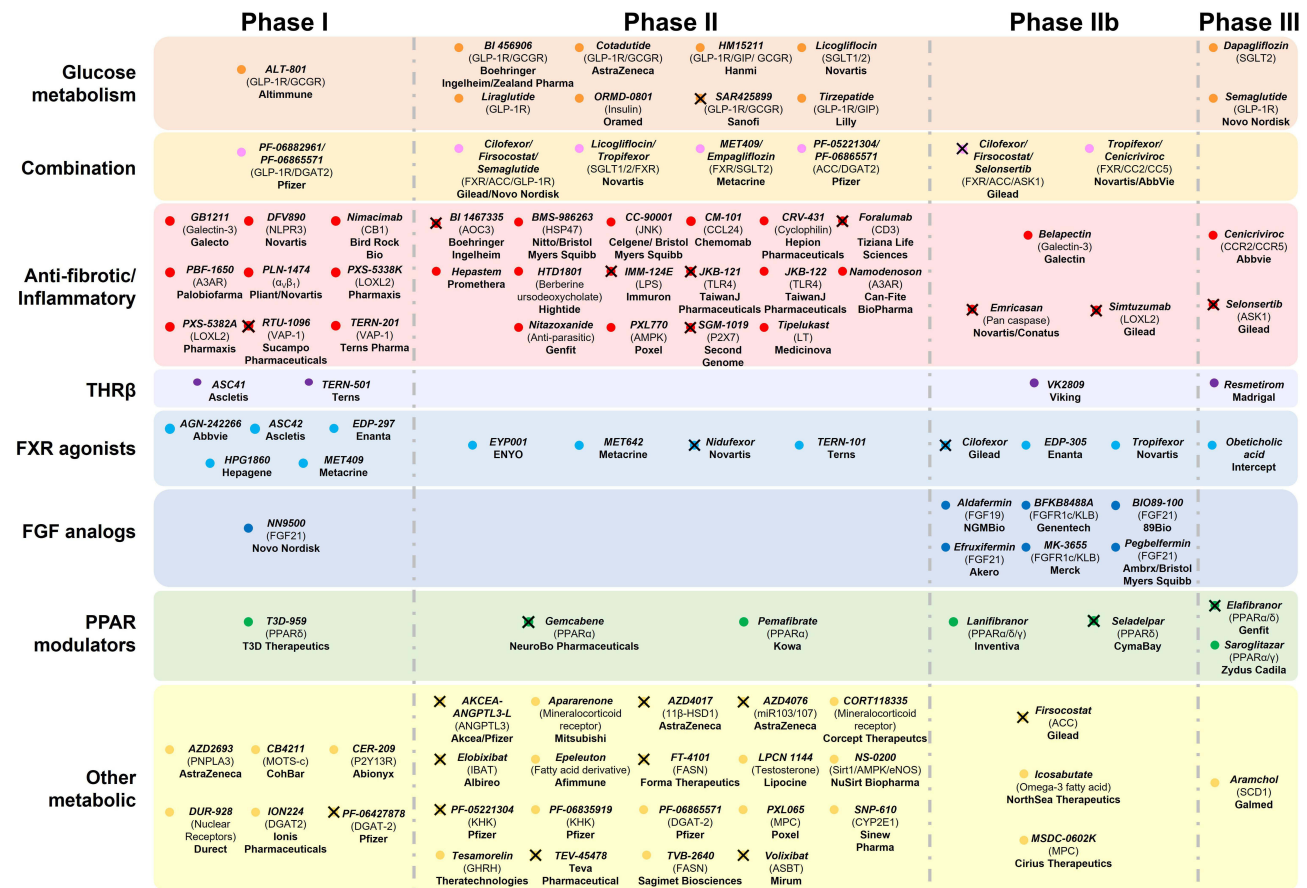 Phase I
Phase II
Phase IIb
Phase III
Glucose
metabolism
ALT-801
(GLP-1R/GCGR)
Altimmune
BI 456906
(GLP-1R/GCGR)
Boehringer
Ingelheim/Zealand Pharma
Cotadutide
(GLP-1R/GCGR)
AstraZeneca
HM15211
(GLP-1R/GIP/ GCGR)
Hanmi
Licogliflocin
(SGLT1/2)
Novartis
Liraglutide
(GLP-1R)
ORMD-0801
(Insulin)
Oramed
SAR425899
(GLP-1R/GCGR)
Sanofi
Tirzepatide
(GLP-1R/GIP)
Lilly
Dapagliflozin
(SGLT2)
Semaglutide
(GLP-1R)
Novo Nordisk
Combination
PF-06882961/
PF-06865571
(GLP-1R/DGAT2)
Pfizer
Cilofexor/
Firsocostat/
Semaglutide
(FXR/ACC/GLP-1R)
Gilead/Novo Nordisk
Licogliflozin/
Tropifexor
(SGLT1/2/FXR)
Novartis
MET409/
Empagliflozin
(FXR/SGLT2)
Metacrine
PF-05221304/
PF-06865571
(ACC/DGAT2)
Pfizer
Cilofexor/
Firsocostat/
Selonsertib
(FXR/ACC/ASK1)
Gilead
Tropifexor/
Cenicriviroc
(FXR/CC2/CC5)
Novartis/AbbVie
Anti-fibrotic/
Inflammatory
GB1211
(Galectin-3)
Galecto
DFV890
(NLPR3)
Novartis
Nimacimab
(CB1)
Bird Rock
Bio
PBF-1650
(A3AR)
Palobiofarma
PLN-1474
(αvβ1)
Pliant/Novartis
PXS-5338K
(LOXL2)
Pharmaxis
PXS-5382A
(LOXL2)
Pharmaxis
RTU-1096
(VAP-1)
Sucampo
Pharmaceuticals
TERN-201
(VAP-1)
Terns Pharma
BI 1467335
(AOC3)
Boehringer
Ingelheim
BMS-986263
(HSP47)
Nitto/Bristol
Myers Squibb
CC-90001
(JNK)
Celgene/ Bristol
Myers Squibb
CM-101
(CCL24)
Chemomab
CRV-431
(Cyclophilin)
Hepion
Pharmaceuticals
Foralumab
(CD3)
Tiziana Life
Sciences
Hepastem
Promethera
HTD1801
(Berberine
ursodeoxycholate)
Hightide
IMM-124E
(LPS)
Immuron
JKB-121
(TLR4)
TaiwanJ
Pharmaceuticals
JKB-122
(TLR4)
TaiwanJ
Pharmaceuticals
Namodenoson
(A3AR)
Can-Fite
BioPharma
Nitazoxanide
(Anti-parasitic)
Genfit
PXL770
(AMPK)
Poxel
SGM-1019
(P2X7)
Second
Genome
Tipelukast
(LT)
Medicinova
Belapectin
(Galectin-3)
Galectin
Emricasan
(Pan caspase)
Novartis/Conatus
Simtuzumab
(LOXL2)
Gilead
Cenicriviroc
(CCR2/CCR5)
Abbvie
Selonsertib
(ASK1)
Gilead
THRβ
ASC41
Ascletis
TERN-501
Terns
VK2809
Viking
Resmetirom
Madrigal
FXR agonists
AGN-242266
Abbvie
ASC42
Ascletis
EDP-297
Enanta
HPG1860
Hepagene
MET409
Metacrine
EYP001
ENYO
MET642
Metacrine
Nidufexor
Novartis
TERN-101
Terns
Cilofexor
Gilead
EDP-305
Enanta
Tropifexor
Novartis
Obeticholic
acid
Intercept
FGF analogs
NN9500
(FGF21)
Novo Nordisk
Aldafermin
(FGF19)
NGMBio
BFKB8488A
(FGFR1c/KLB)
Genentech
BIO89-100
(FGF21)
89Bio
Efruxifermin
(FGF21)
Akero
MK-3655
(FGFR1c/KLB)
Merck
Pegbelfermin
(FGF21)
Ambrx/Bristol
Myers Squibb
PPAR
modulators
T3D-959
(PPARδ)
T3D Therapeutics
Gemcabene
(PPARα)
NeuroBo Pharmaceuticals
Pemafibrate
(PPARα)
Kowa
Lanifibranor
(PPARα/δ/γ)
Inventiva
Seladelpar
(PPARδ)
CymaBay
Elafibranor
(PPARα/δ)
Genfit
Saroglitazar
(PPARα/γ)
Zydus Cadila
Other
metabolic
AZD2693
(PNPLA3)
AstraZeneca
CB4211
(MOTS-c)
CohBar
CER-209
(P2Y13R)
Abionyx
DUR-928
(Nuclear
Receptors)
Durect
ION224
(DGAT2)
Ionis
Pharmaceuticals
PF-06427878
(DGAT-2)
Pfizer
AKCEA-
ANGPTL3-L
(ANGPTL3)
Akcea/Pfizer
Apararenone
(Mineralocorticoid
receptor)
Mitsubishi
AZD4017
(11β-HSD1)
AstraZeneca
AZD4076
(miR103/107)
AstraZeneca
CORT118335
(Mineralocorticoid
receptor)
Corcept Therapeutcs
Elobixibat
(IBAT)
Albireo
Epeleuton
(Fatty acid derivative)
Afimmune
FT-4101
(FASN)
Forma Therapeutics
LPCN 1144
(Testosterone)
Lipocine
NS-0200
(Sirt1/AMPK/eNOS)
NuSirt Biopharma
PF-05221304
(KHK)
Pfizer
PF-06835919
(KHK)
Pfizer
PF-06865571
(DGAT-2)
Pfizer
PXL065
(MPC)
Poxel
SNP-610
(CYP2E1)
Sinew
Pharma
Tesamorelin
(GHRH)
Theratechnologies
TEV-45478
Teva
Pharmaceutical
TVB-2640
(FASN)
Sagimet Biosciences
Volixibat
(ASBT)
Mirum
Firsocostat
(ACC)
Gilead
Icosabutate
(Omega-3 fatty acid)
NorthSea Therapeutics
MSDC-0602K
(MPC)
Cirius Therapeutics
Aramchol
(SCD1)
Galmed